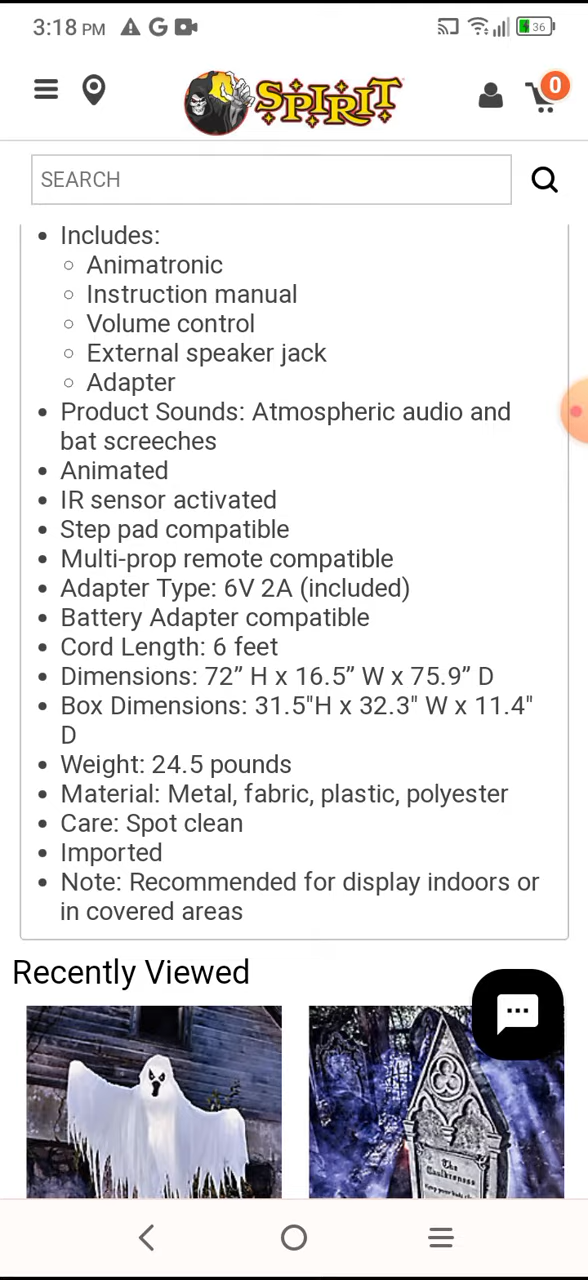 3:18 PM
36
SPIRIT
0
SEARCH
Includes:
Animatronic
Instruction manual
Volume control
External speaker jack
Adapter
Product Sounds: Atmospheric audio and
bat screeches
Animated
IR sensor activated
Step pad compatible
Multi-prop remote compatible
Adapter Type: 6V 2A (included)
Battery Adapter compatible
Cord Length: 6 feet
Dimensions: 72” H x 16.5” W x 75.9” D
Box Dimensions: 31.5"H x 32.3" W x 11.4"
D
Weight: 24.5 pounds
Material: Metal, fabric, plastic, polyester
Care: Spot clean
Imported
Note: Recommended for display indoors or
in covered areas
Recently Viewed
The